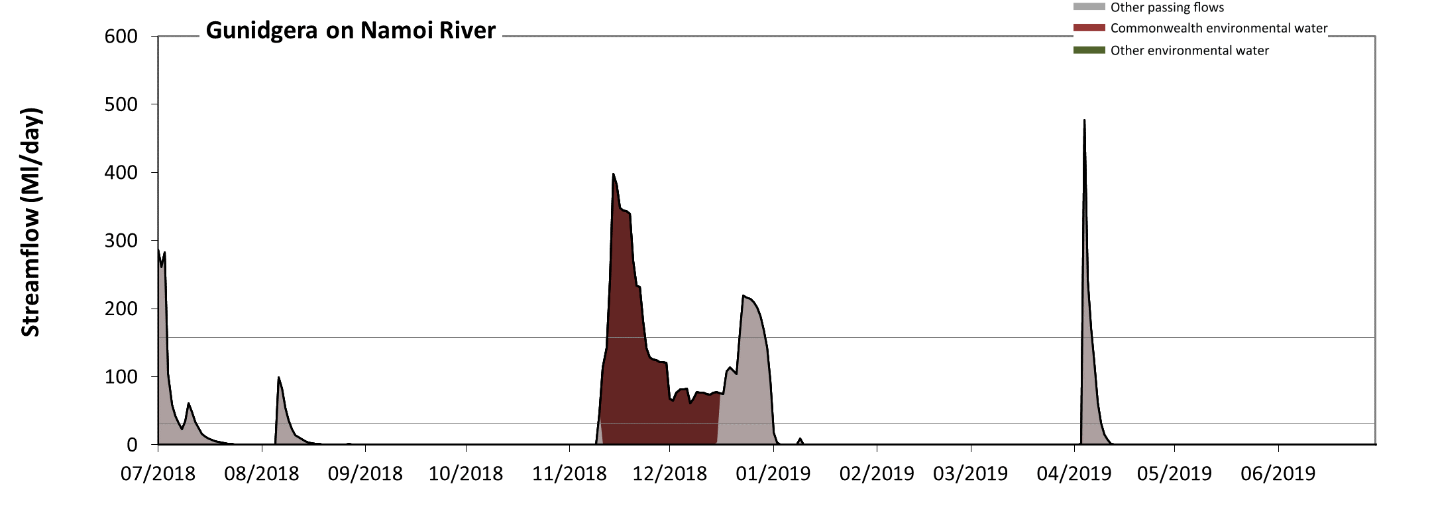 Other passing flows
Gunidgera on Namoi River
Commonwealth environmental water
Other environmental water
Streamflow (Ml/day)
600
500
400
300
200
100
0
07/2018 08/2018 09/2018 10/2018 11/2018 12/2018 01/2019 02/2019 03/2019 04/2019 05/2019 06/2019